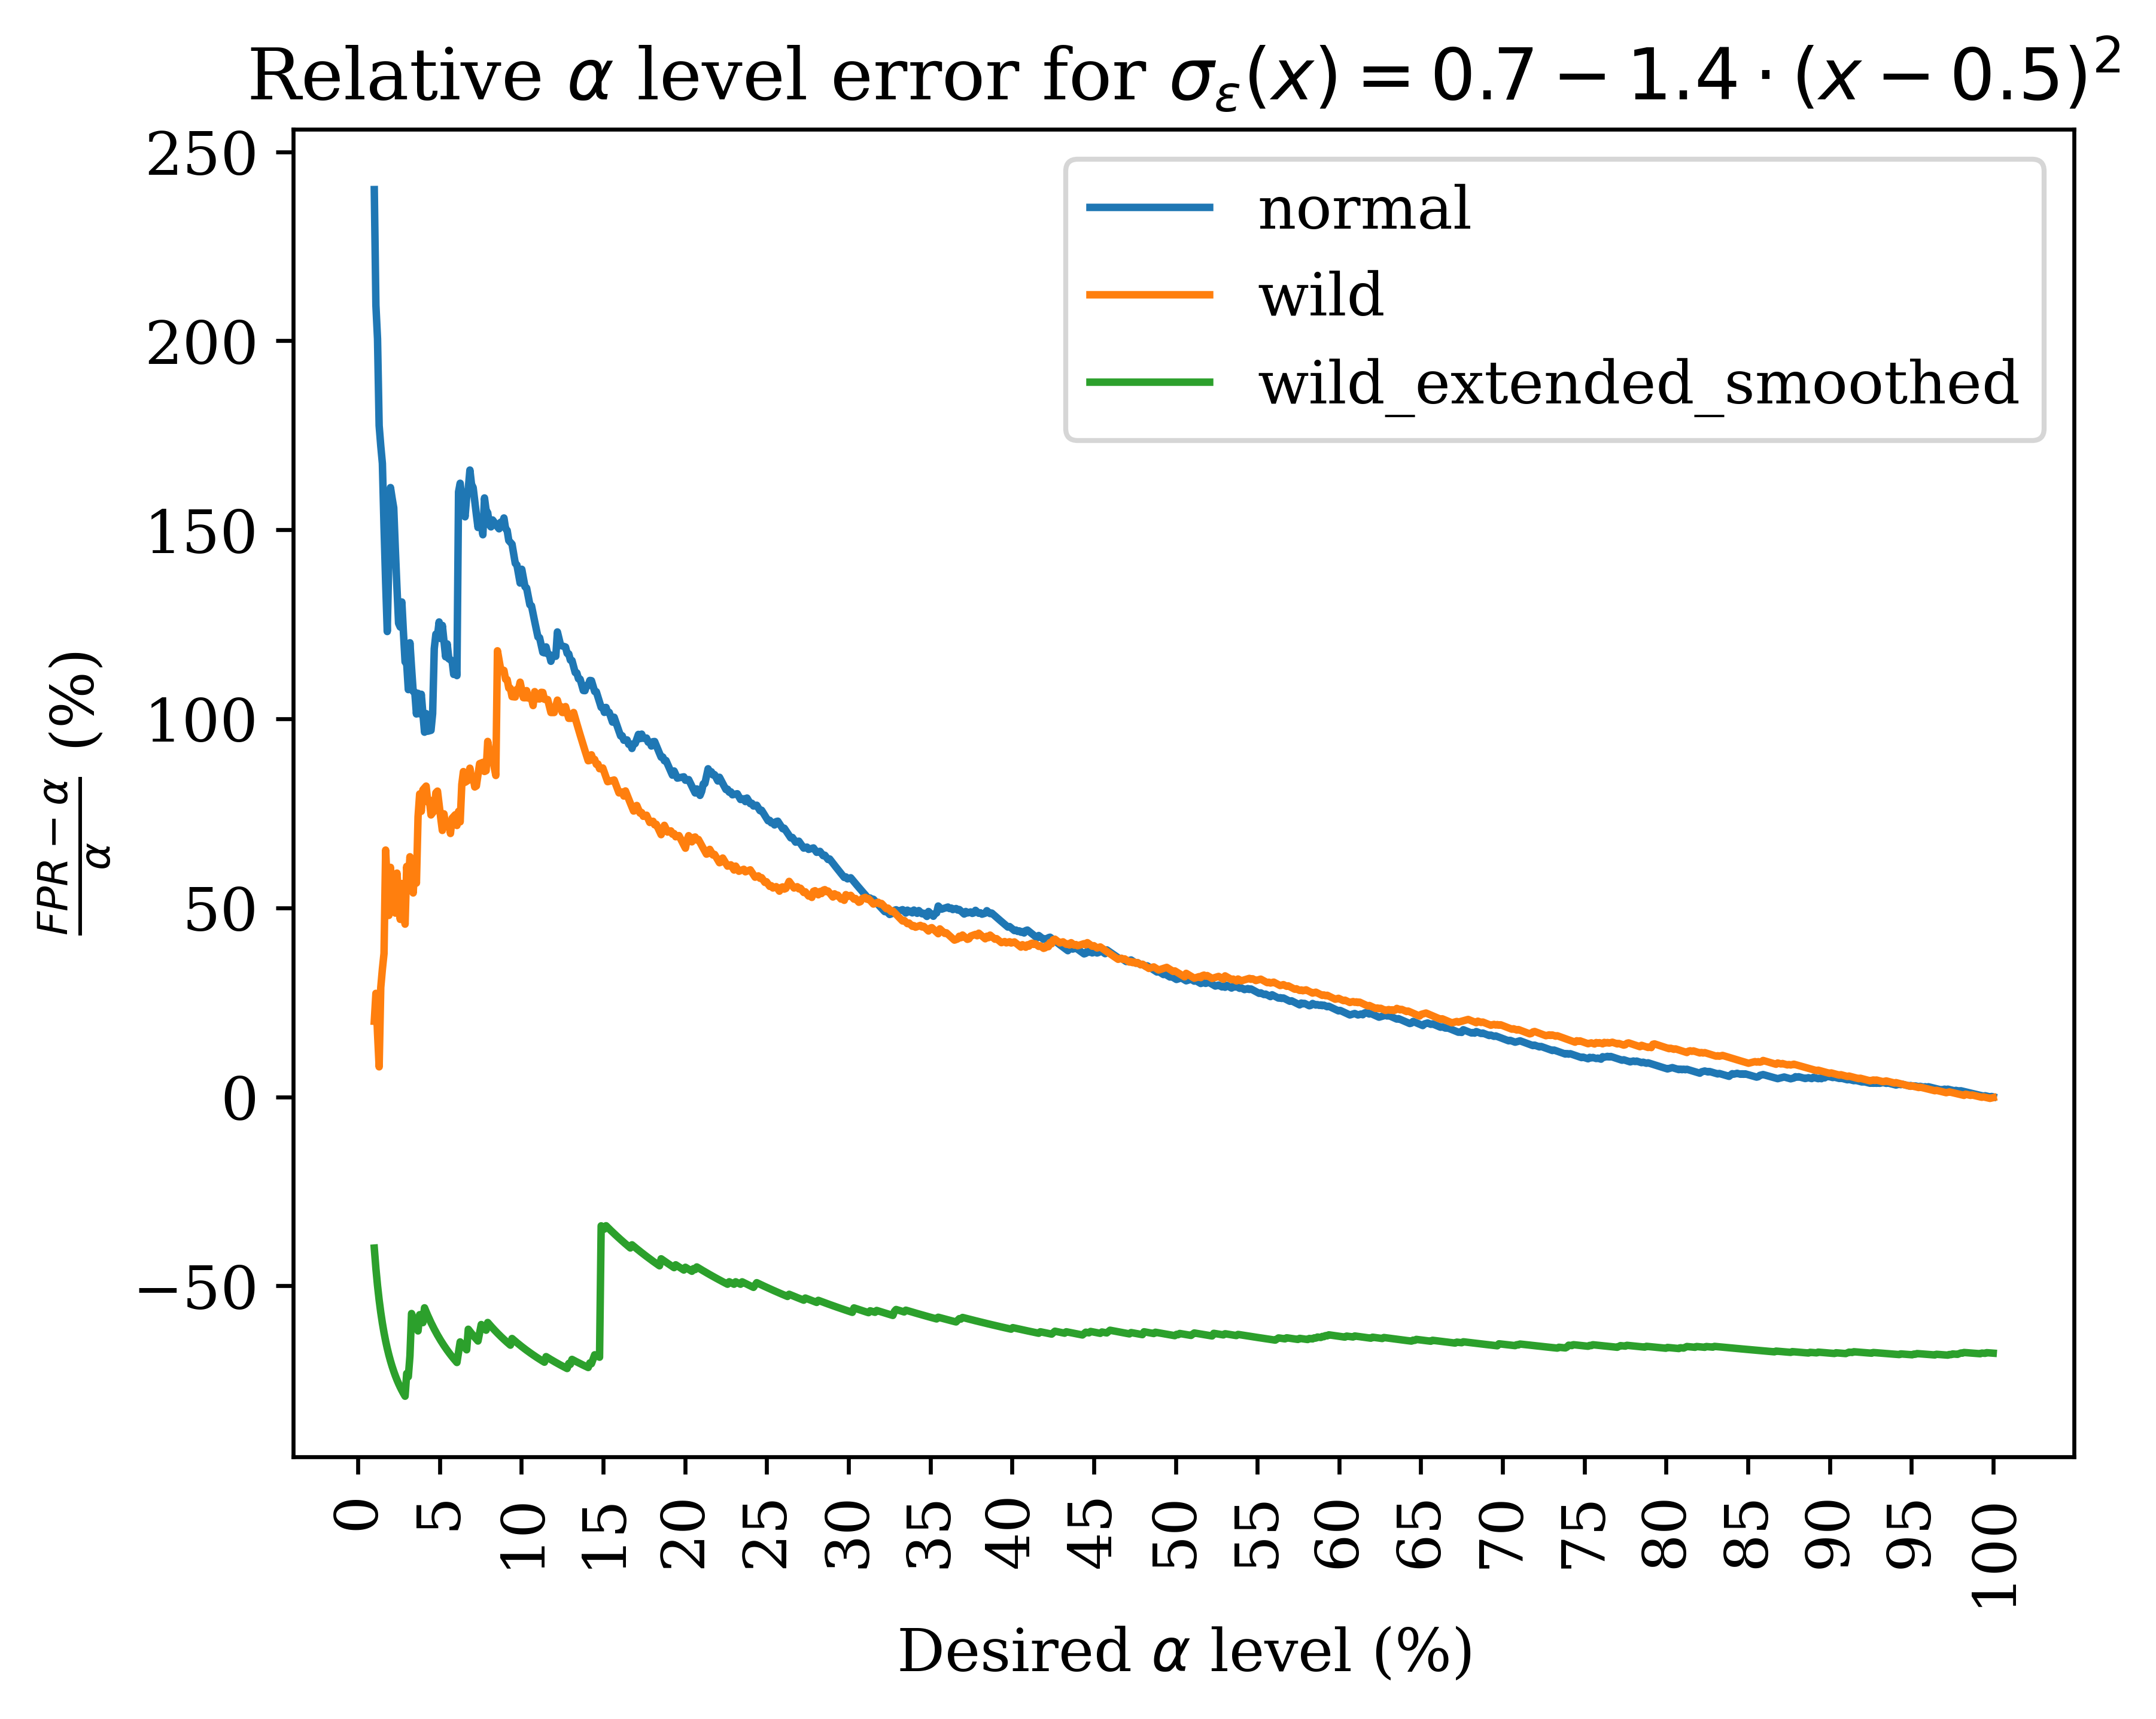 Relative α level error for σ_ε(x) = 0.7 − 1.4 · (x − 0.5)²
250
200
150
100
50
0
−50
FPR − α
α
(%)
normal
wild
wild_extended_smoothed
0 5 10 15 20 25 30 35 40 45 50 55 60 65 70 75 80 85 90 95 100
Desired α level (%)